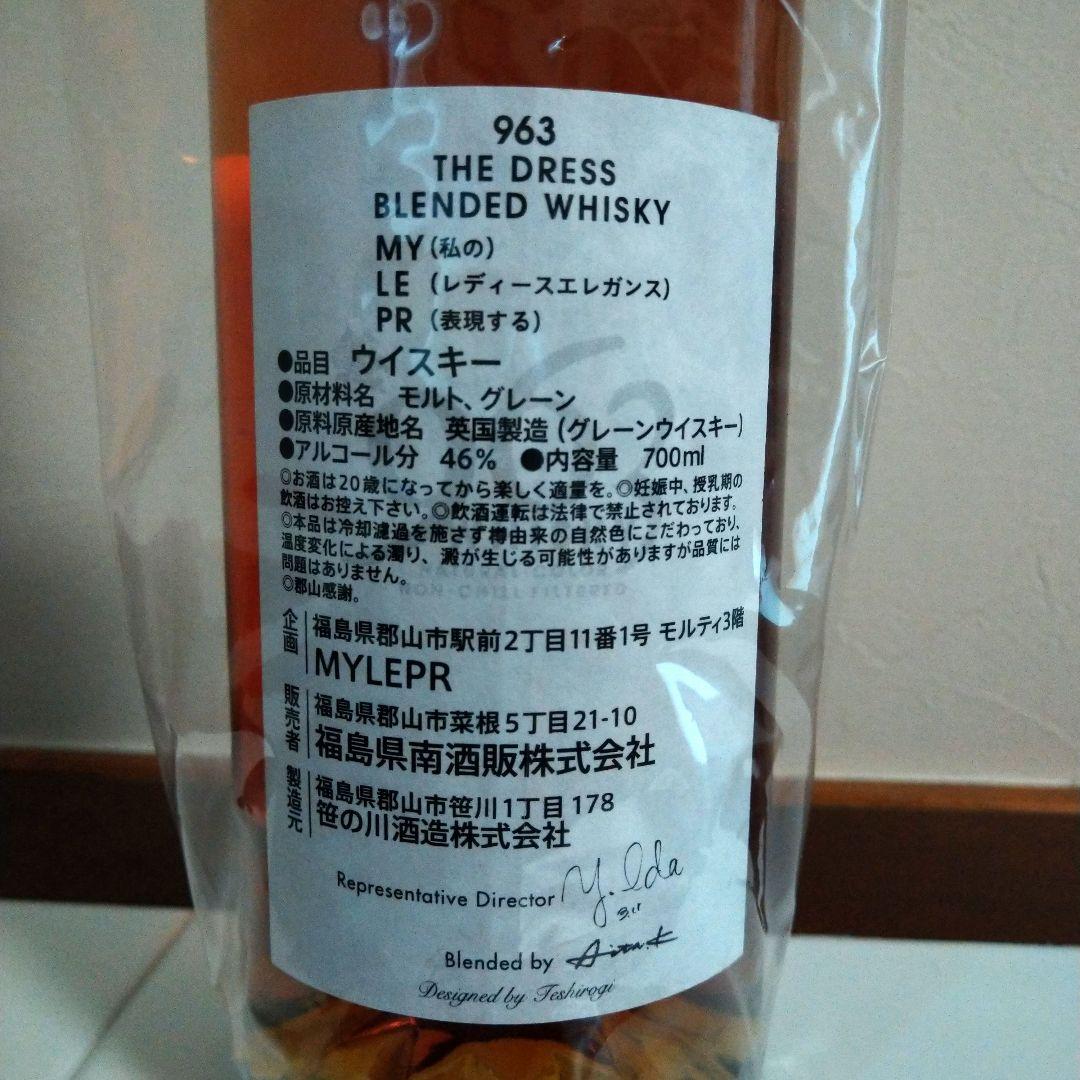 963
THE DRESS
BLENDED WHISKY
MY(私の)
LE (レディースエレガンス)
PR (表現する)
●品目 ウイスキー
●原材料名 モルト、グレーン
●原料原産地名 英国製造(グレーンウイスキー)
●アルコール分 46% ●内容量 700ml
◎お酒は20歳になってから楽しく適量を。◎妊娠中、授乳期の
飲酒はお控え下さい。◎飲酒運転は法律で禁止されております。
◎本品は冷却濾過を施さず樽由来の自然色にこだわっており、
温度変化による濁り、澱が生じる可能性がありますが品質には
問題はありません。
◎郡山感謝。
NATURAL COLOR
NON-CHILL FILTERED
企画 福島県郡山市駅前2丁目11番1号 モルティ3階
MYLEPR
販売者 福島県郡山市菜根5丁目21-10
福島県南酒販株式会社
製造元 福島県郡山市笹川1丁目178
笹の川酒造株式会社
Representative Director Y.Ida
Blended by
Designed by Teshirogi